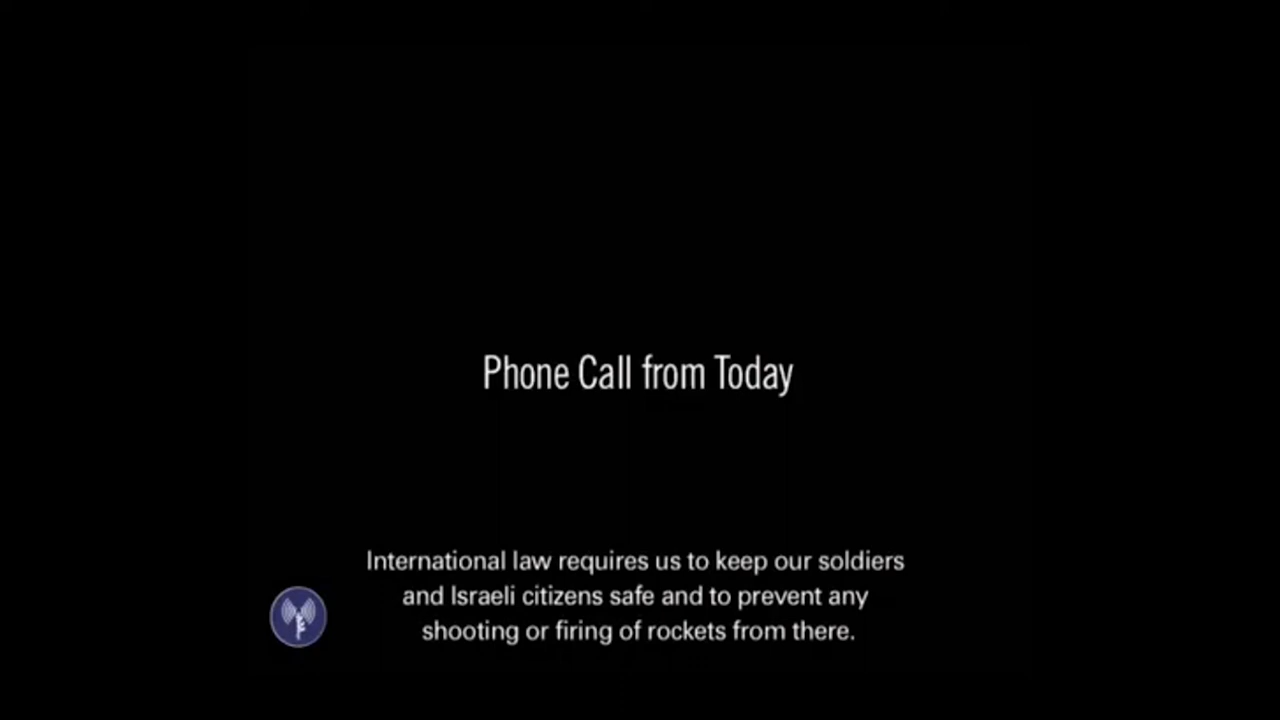 Phone Call from Today
International law requires us to keep our soldiers
and Israeli citizens safe and to prevent any
shooting or firing of rockets from there.